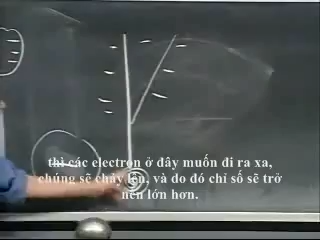 thì các electron ở đây muốn đi ra xa,
chúng sẽ chảy lên, và do đó chỉ số sẽ trở
nên lớn hơn.